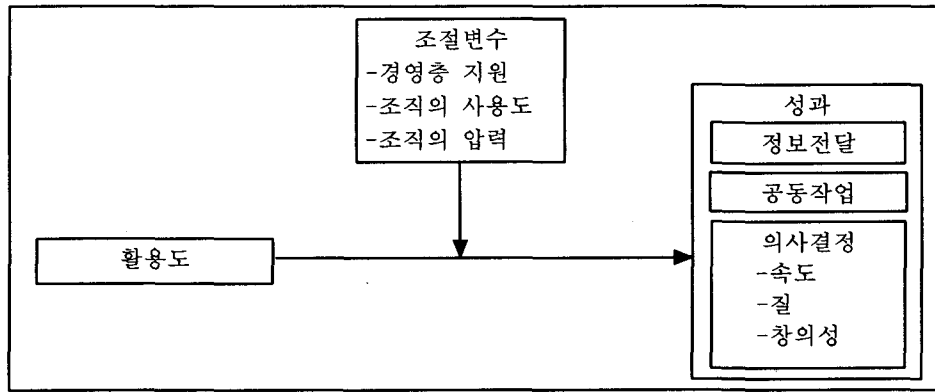 조절변수
-경영층 지원
-조직의 사용도
-조직의 압력
성과
정보전달
공동작업
의사결정
-속도
-질
-창의성
활용도